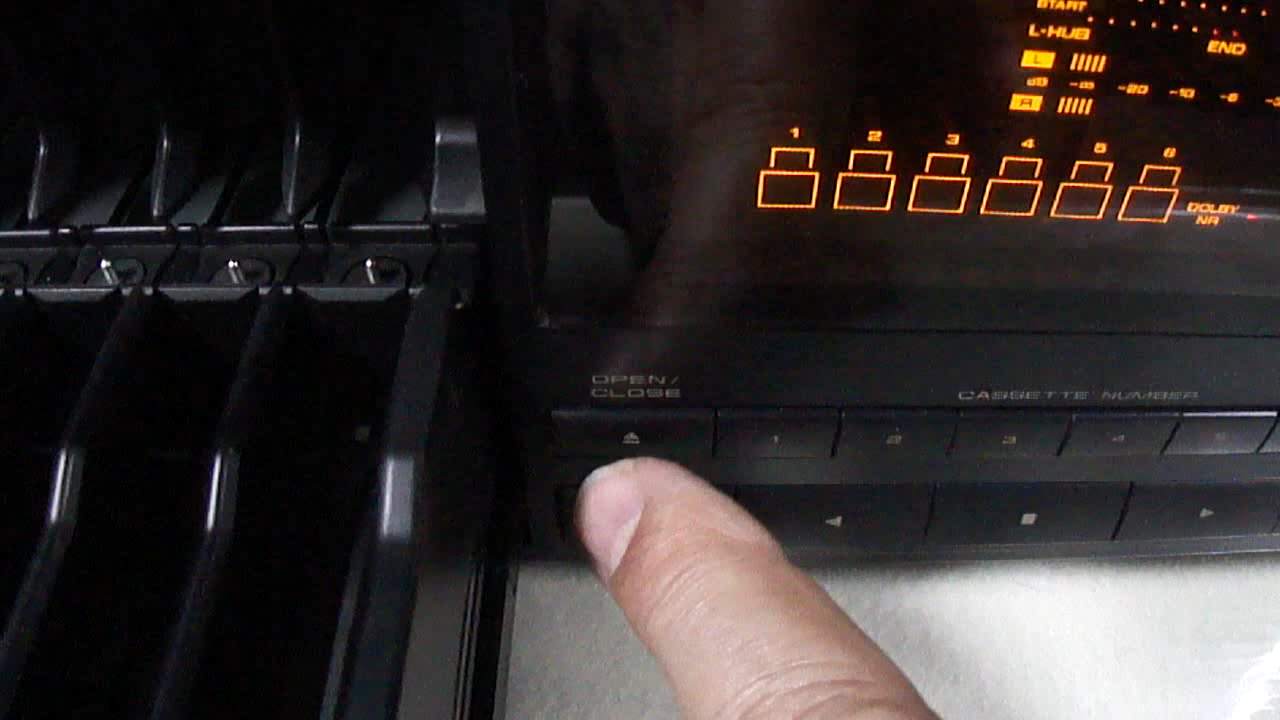 START
L-HUB
END
L
dB -25 -20 -10 -6
R
1 2 3 4 5 6
DOLBY
NR
OPEN/
CLOSE
CASSETTE NUMBER
1 2 3 4 5